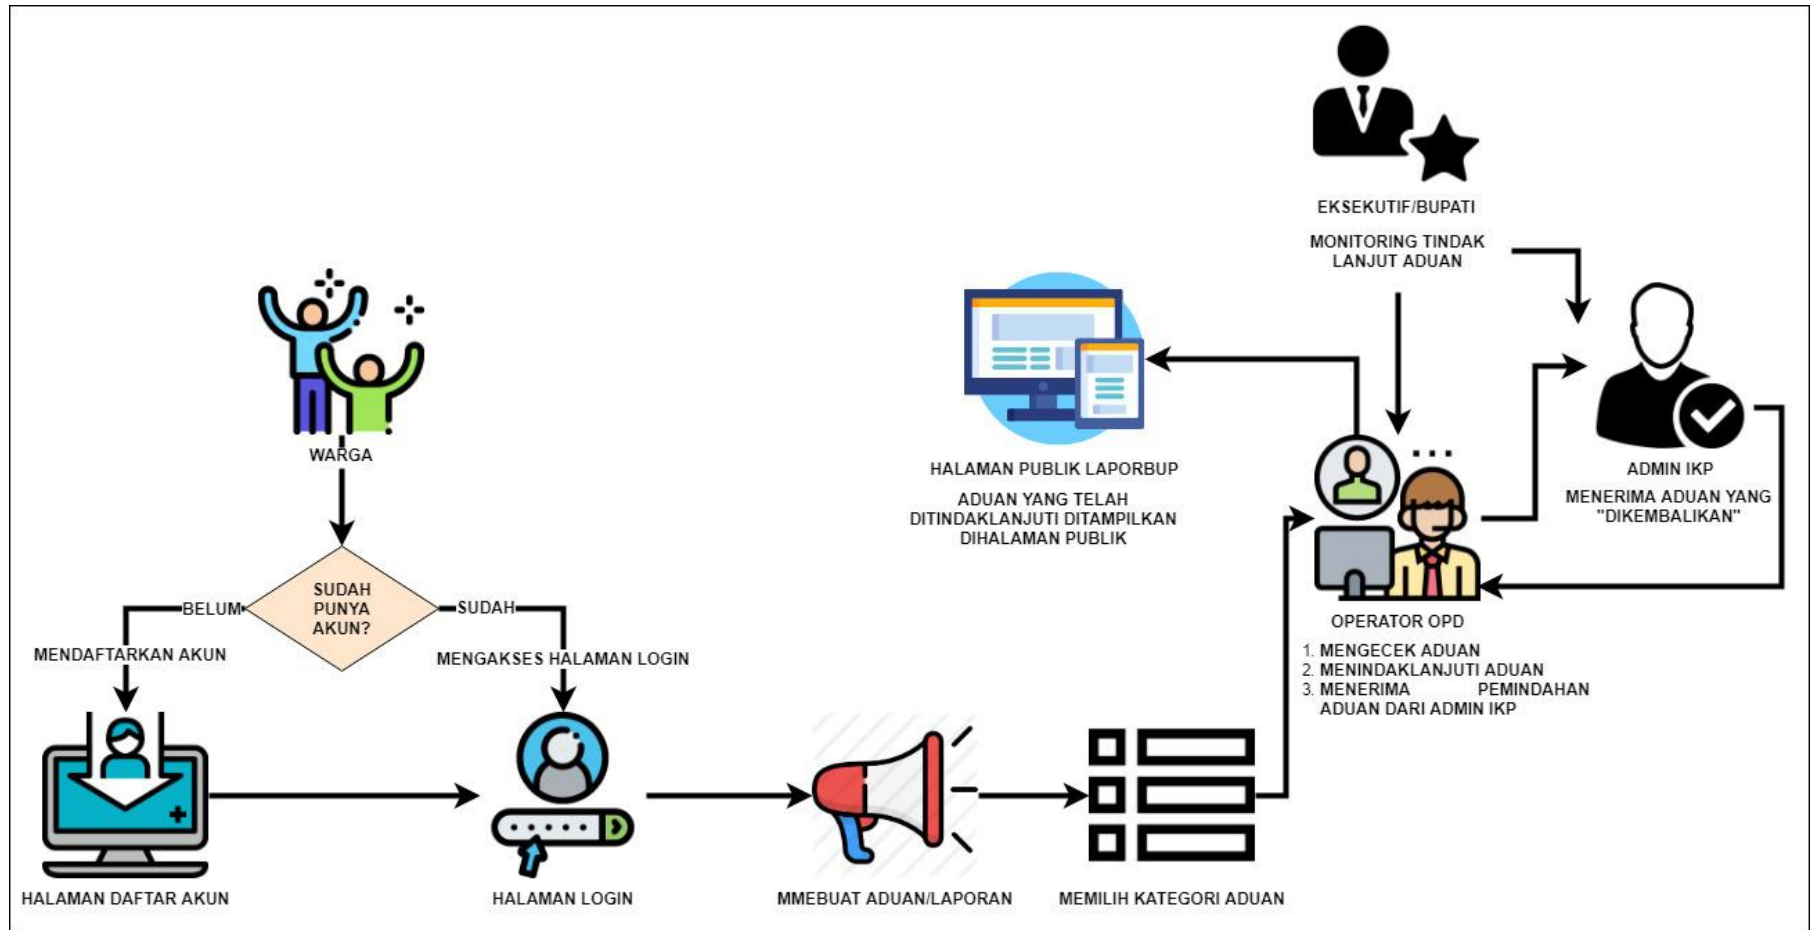 EKSEKUTIF/BUPATI
MONITORING TINDAK
LANJUT ADUAN
WARGA
HALAMAN PUBLIK LAPORBUP
ADUAN YANG TELAH
DITINDAKLANJUTI DITAMPILKAN
DIHALAMAN PUBLIK
ADMIN IKP
MENERIMA ADUAN YANG
"DIKEMBALIKAN"
SUDAH
PUNYA
AKUN?
BELUM
SUDAH
MENDAFTARKAN AKUN
MENGAKSES HALAMAN LOGIN
OPERATOR OPD
1. MENGECEK ADUAN
2. MENINDAKLANJUTI ADUAN
3. MENERIMA PEMINDAHAN
ADUAN DARI ADMIN IKP
HALAMAN DAFTAR AKUN
HALAMAN LOGIN
MMEBUAT ADUAN/LAPORAN
MEMILIH KATEGORI ADUAN